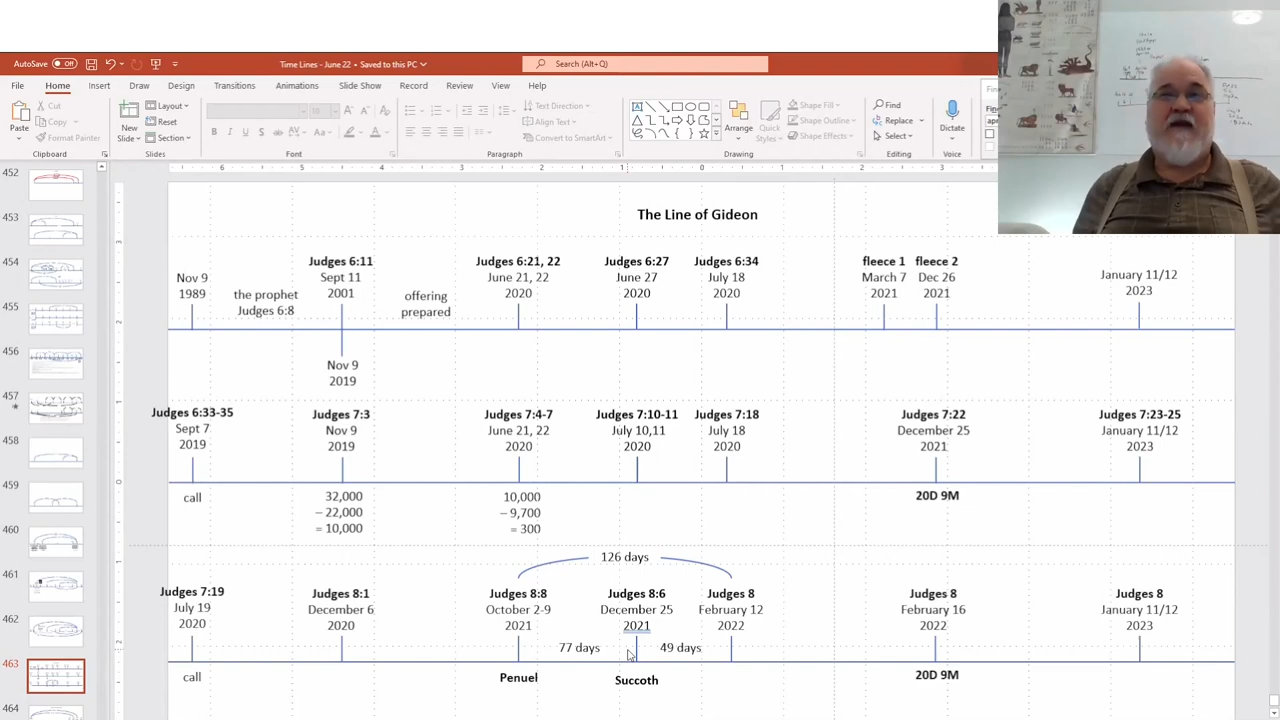 AutoSave Off
Time Lines - June 22 • Saved to this PC
Search (Alt+Q)
File Home Insert Draw Design Transitions Animations Slide Show Record Review View Help
Paste
Cut
Copy
Format Painter
Clipboard
New
Slide
Layout
Reset
Section
Slides
Font
Paragraph
Text Direction
Align Text
Convert to SmartArt
Arrange
Quick
Styles
Shape Fill
Shape Outline
Shape Effects
Drawing
Find
Replace
Select
Editing
Dictate
Voice
452
453
454
455
456
457
458
459
460
461
462
463
464
The Line of Gideon
Nov 9
1989
the prophet
Judges 6:8
Judges 6:11
Sept 11
2001
Nov 9
2019
offering
prepared
Judges 6:21, 22
June 21, 22
2020
Judges 6:27
June 27
2020
Judges 6:34
July 18
2020
fleece 1
March 7
2021
fleece 2
Dec 26
2021
January 11/12
2023
Judges 6:33-35
Sept 7
2019
call
Judges 7:3
Nov 9
2019
32,000
– 22,000
= 10,000
Judges 7:4-7
June 21, 22
2020
10,000
– 9,700
= 300
Judges 7:10-11
July 10,11
2020
Judges 7:18
July 18
2020
Judges 7:22
December 25
2021
20D 9M
Judges 7:23-25
January 11/12
2023
126 days
Judges 7:19
July 19
2020
call
Judges 8:1
December 6
2020
Judges 8:8
October 2-9
2021
Penuel
77 days
Judges 8:6
December 25
2021
Succoth
49 days
Judges 8
February 12
2022
Judges 8
February 16
2022
20D 9M
Judges 8
January 11/12
2023